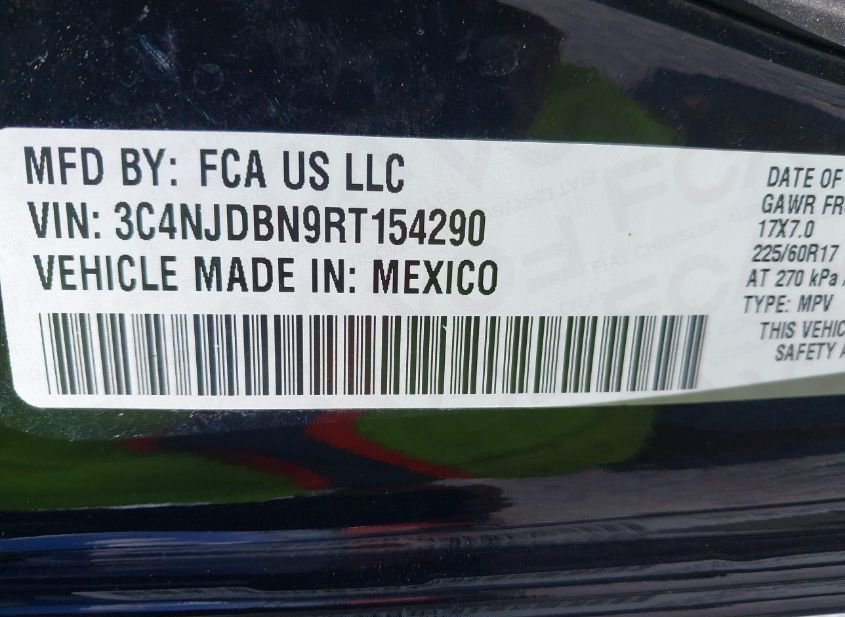 MFD BY: FCA US LLC
VIN: 3C4NJDBN9RT154290
VEHICLE MADE IN: MEXICO
DATE OF
GAWR FR
17X7.0
225/60R17
AT 270 kPa
TYPE: MPV
THIS VEHIC
SAFETY A